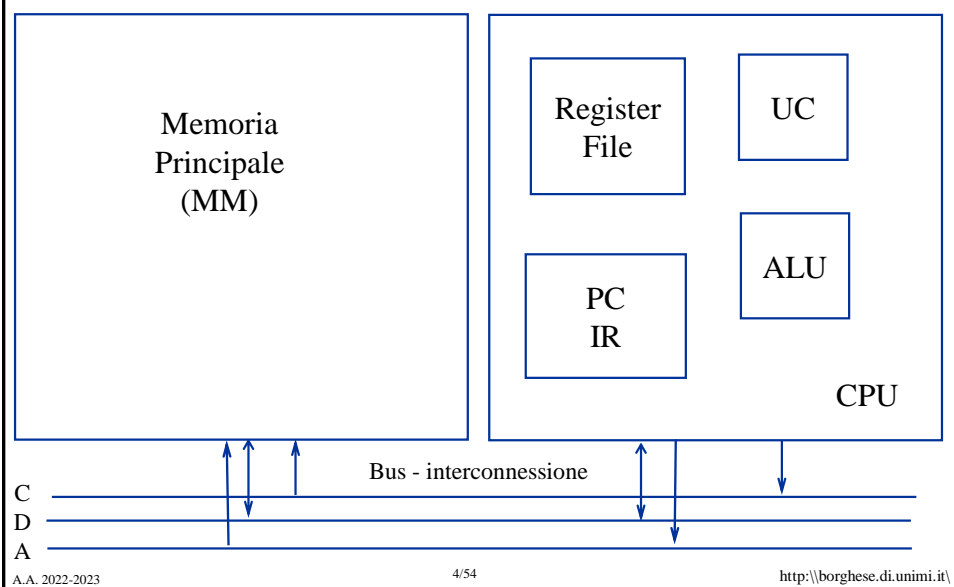 Memoria
Principale
(MM)
Register
File
UC
PC
IR
ALU
CPU
Bus - interconnessione
C
D
A
A.A. 2022-2023
4/54
http:\\borghese.di.unimi.it\